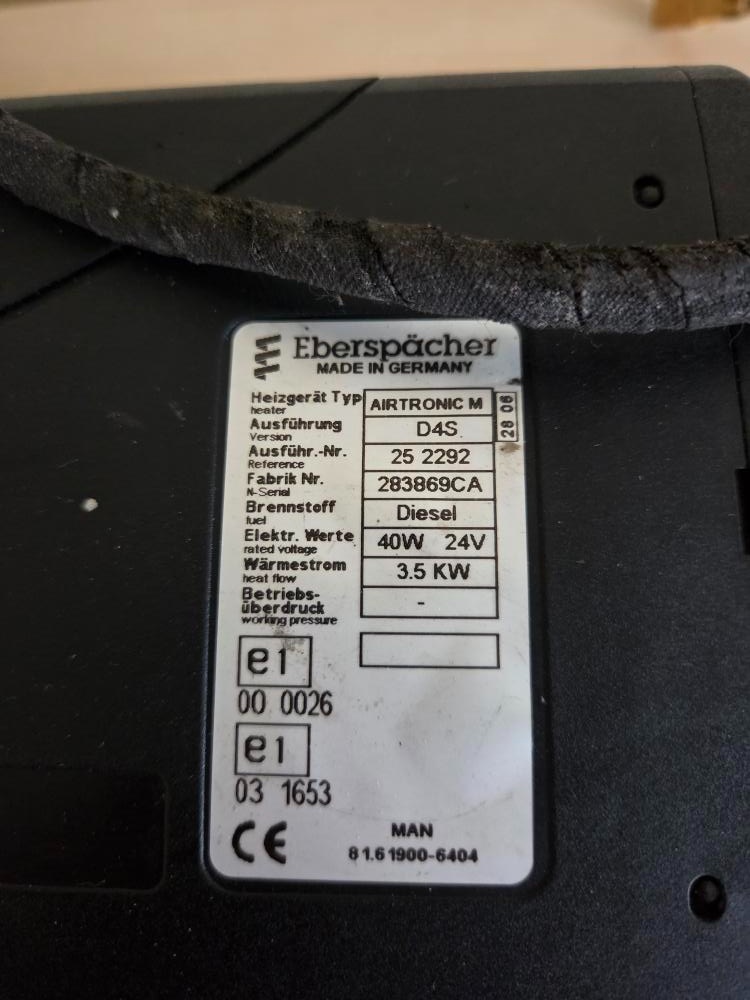 Eberspächer
MADE IN GERMANY
Heizgerät Typ AIRTRONIC M
heater
28 06
Ausführung D4S
Version
Ausführ.-Nr. 25 2292
Reference
Fabrik Nr. 283869CA
N-Serial
Brennstoff Diesel
fuel
Elektr. Werte 40W 24V
rated voltage
Wärmestrom 3.5 KW
heat flow
Betriebs-
überdruck -
working pressure
e1
00 0026
e1
03 1653
CE MAN
81.61900-6404